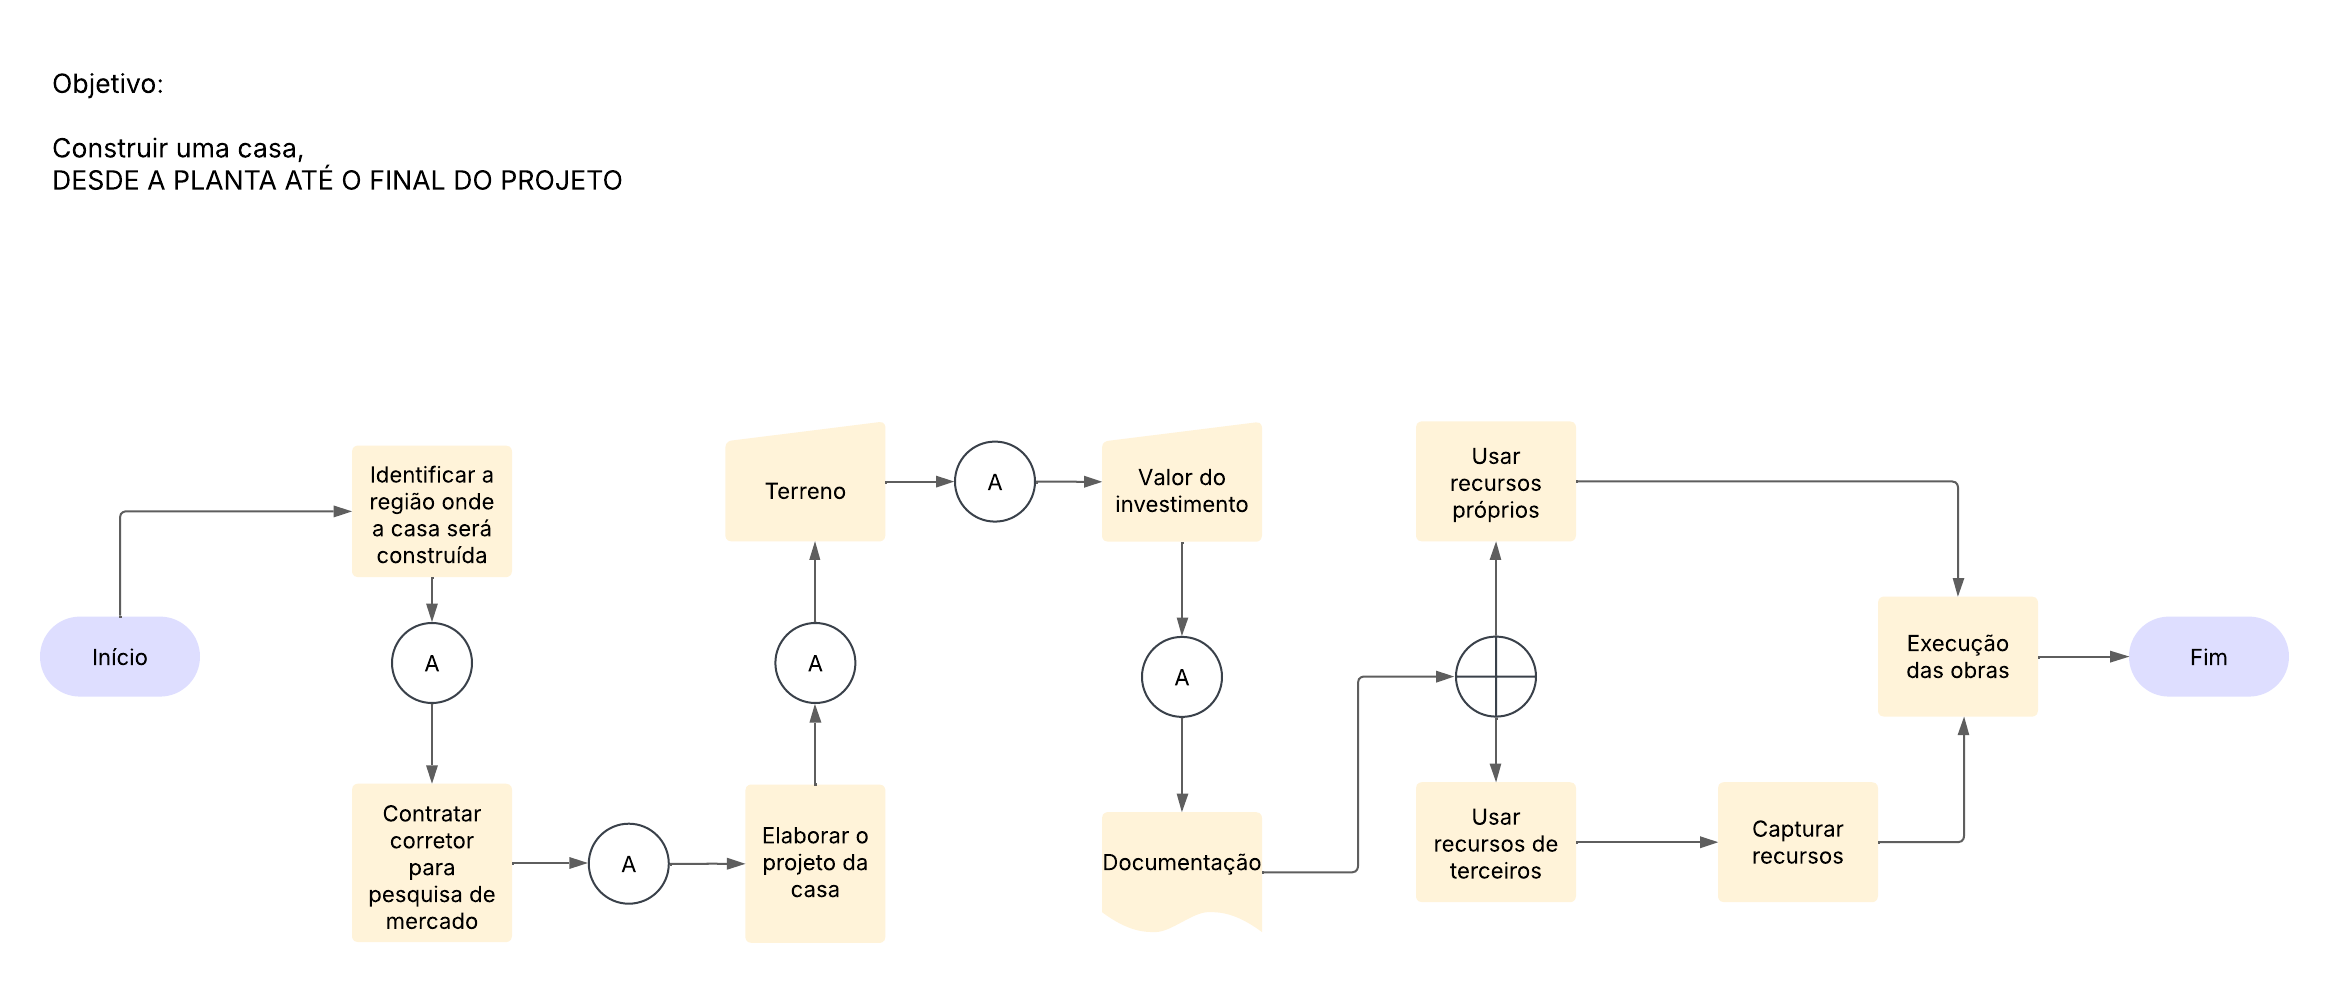 Objetivo:
Construir uma casa,
DESDE A PLANTA ATÉ O FINAL DO PROJETO
Início
Identificar a
região onde
a casa será
construída
A
Contratar
corretor
para
pesquisa de
mercado
A
Elaborar o
projeto da
casa
A
Terreno
A
Valor do
investimento
A
Documentação
Usar
recursos
próprios
Usar
recursos de
terceiros
Capturar
recursos
Execução
das obras
Fim